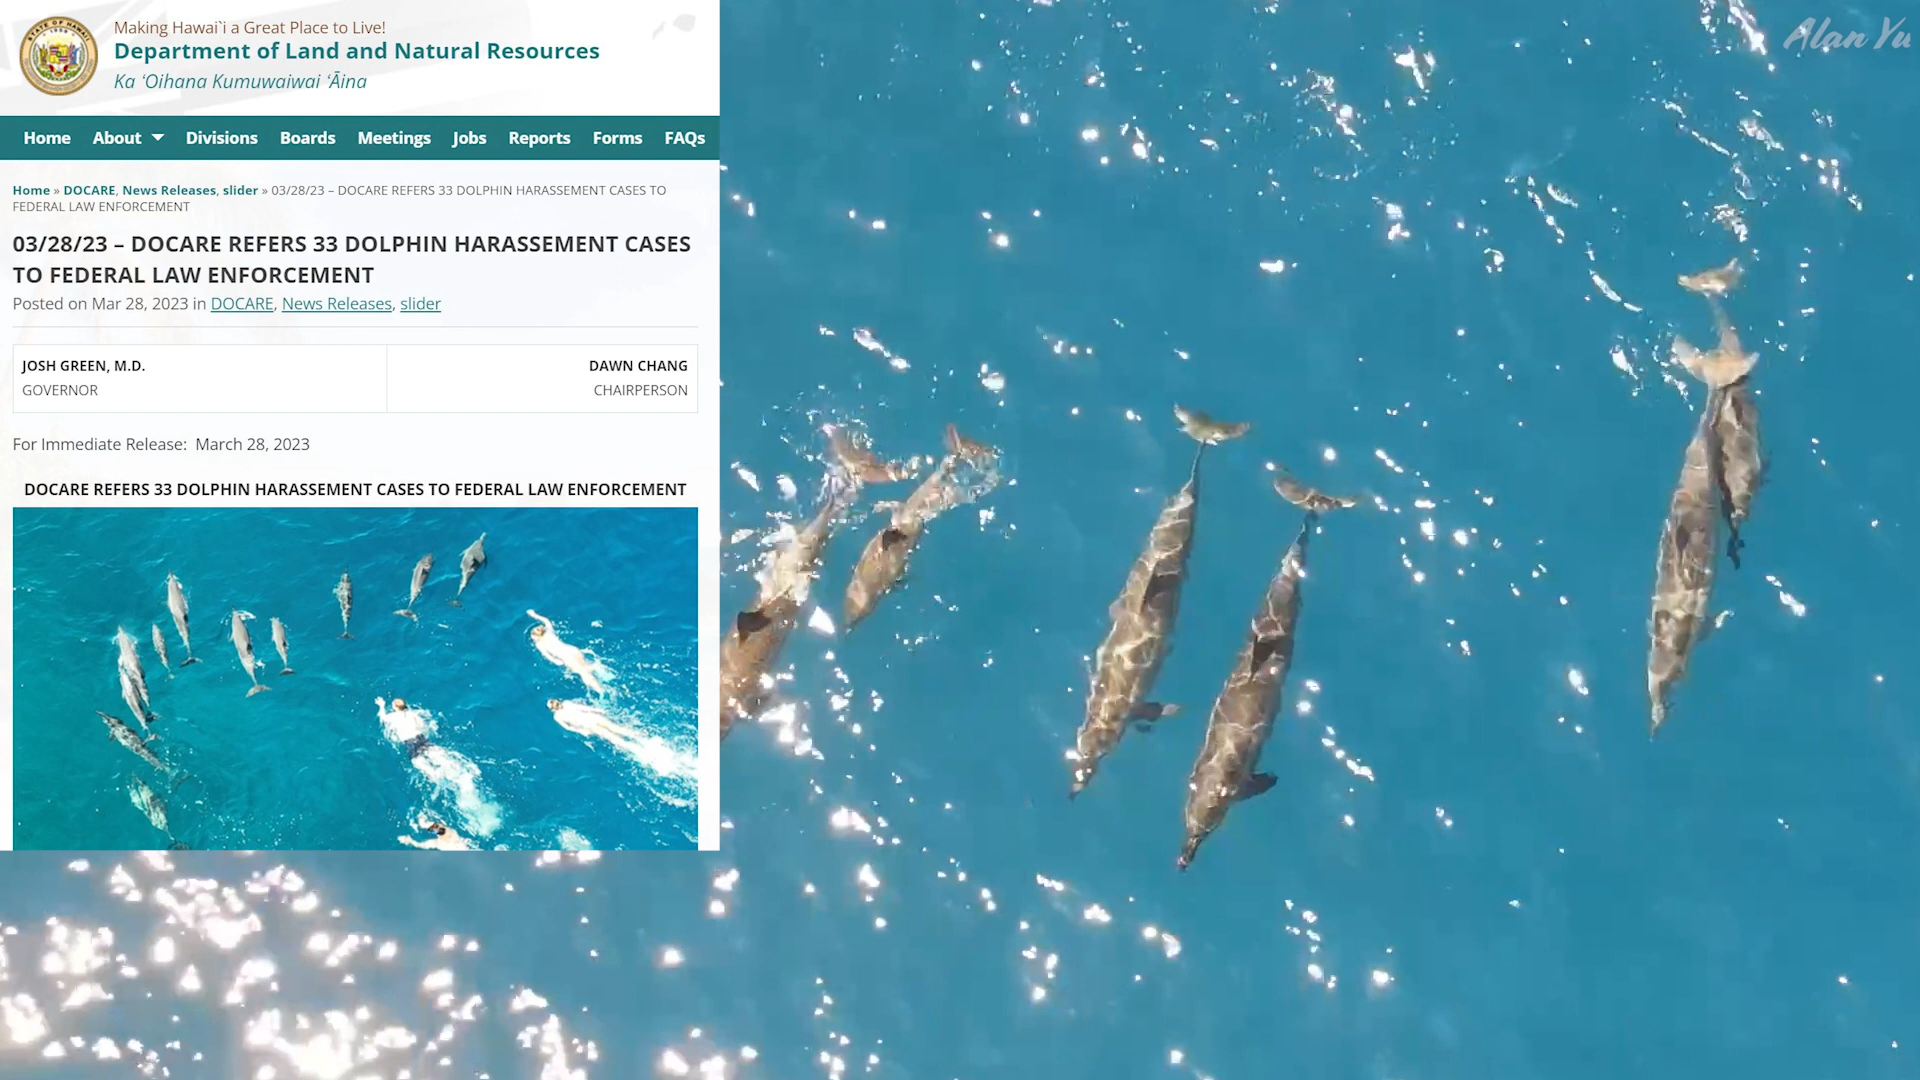 Making Hawai`i a Great Place to Live!
Department of Land and Natural Resources
Ka ʻOihana Kumuwaiwai ʻĀina
Home About Divisions Boards Meetings Jobs Reports Forms FAQs
Home » DOCARE, News Releases, slider » 03/28/23 – DOCARE REFERS 33 DOLPHIN HARASSEMENT CASES TO
FEDERAL LAW ENFORCEMENT
03/28/23 – DOCARE REFERS 33 DOLPHIN HARASSEMENT CASES
TO FEDERAL LAW ENFORCEMENT
Posted on Mar 28, 2023 in DOCARE, News Releases, slider
JOSH GREEN, M.D. DAWN CHANG
GOVERNOR CHAIRPERSON
For Immediate Release: March 28, 2023
DOCARE REFERS 33 DOLPHIN HARASSEMENT CASES TO FEDERAL LAW ENFORCEMENT
Alan Yu